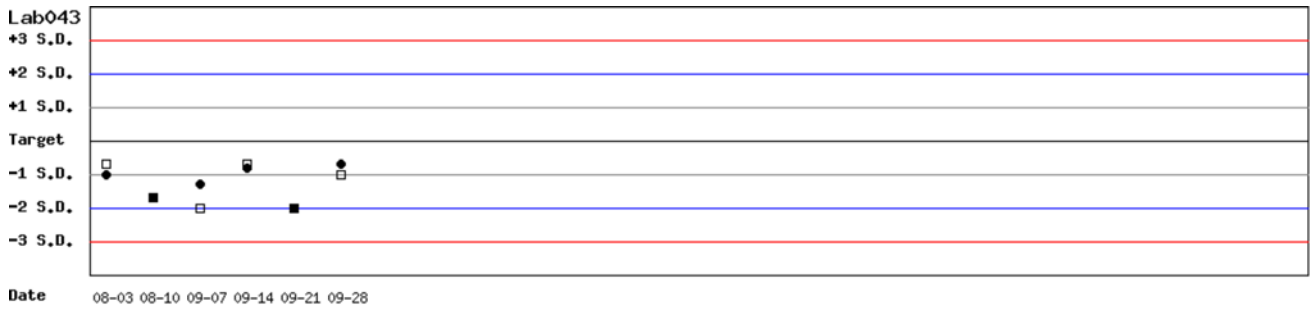 Lab043
+3 S.D.
+2 S.D.
+1 S.D.
Target
-1 S.D.
-2 S.D.
-3 S.D.
Date 08-03 08-10 09-07 09-14 09-21 09-28